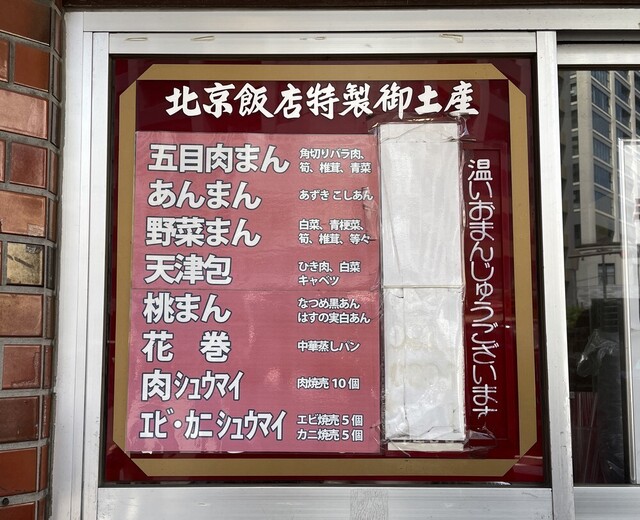 北京飯店特製御土産
五目肉まん 角切りバラ肉、
筍、椎茸、青菜
あんまん あずき こしあん
野菜まん 白菜、青梗菜、
筍、椎茸、等々
天津包 ひき肉、白菜
キャベツ
桃まん なつめ黒あん
はすの実白あん
花 巻 中華蒸しパン
肉シュウマイ 肉焼売10個
エビ・カニシュウマイ エビ焼売5個
カニ焼売5個
温いおまんじゅうございます